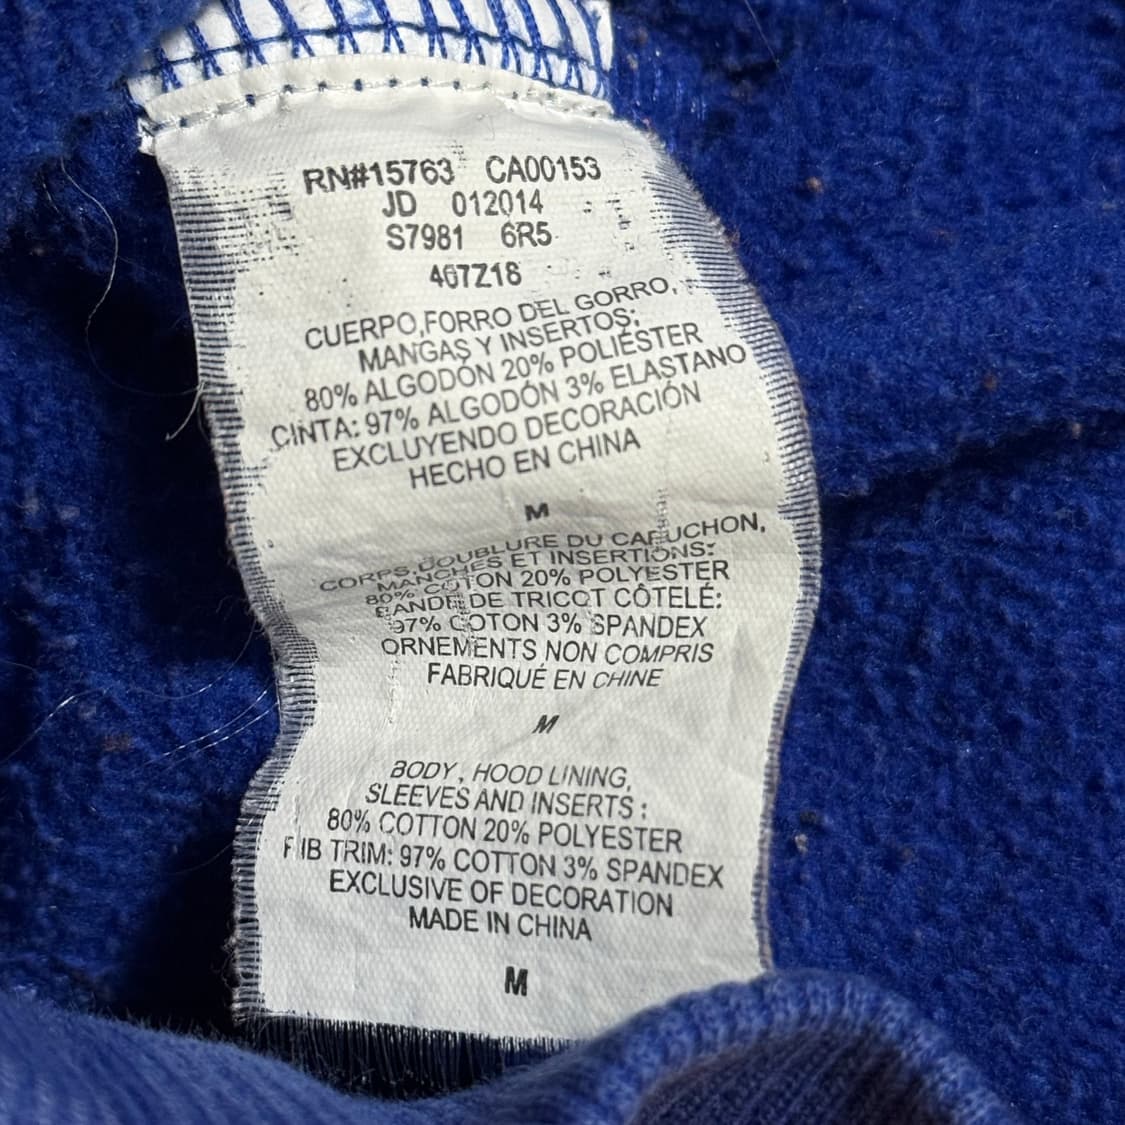 RN#15763 CA00153
JD 012014
S7981 6R5
467Z18
CUERPO,FORRO DEL GORRO,
MANGAS Y INSERTOS:
80% ALGODÓN 20% POLIÉSTER
CINTA: 97% ALGODÓN 3% ELASTANO
EXCLUYENDO DECORACIÓN
HECHO EN CHINA
M
CORPS,DOUBLURE DU CAPUCHON,
MANCHES ET INSERTIONS:
80% COTON 20% POLYESTER
BANDE DE TRICOT CÔTELÉ:
97% COTON 3% SPANDEX
ORNEMENTS NON COMPRIS
FABRIQUÉ EN CHINE
M
BODY, HOOD LINING,
SLEEVES AND INSERTS :
80% COTTON 20% POLYESTER
RIB TRIM: 97% COTTON 3% SPANDEX
EXCLUSIVE OF DECORATION
MADE IN CHINA
M